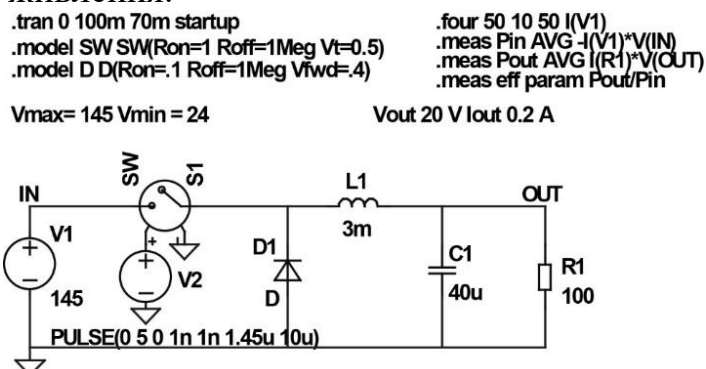 живлення.
.tran 0 100m 70m startup
.model SW SW(Ron=1 Roff=1Meg Vt=0.5)
.model D D(Ron=.1 Roff=1Meg Vfwd=.4)
.four 50 10 50 I(V1)
.meas Pin AVG -I(V1)*V(IN)
.meas Pout AVG I(R1)*V(OUT)
.meas eff param Pout/Pin
Vmax= 145 Vmin = 24
Vout 20 V Iout 0.2 A
SW
S1
IN
L1
OUT
3m
V1
D1
C1
R1
V2
145
D
40u
100
PULSE(0 5 0 1n 1n 1.45u 10u)